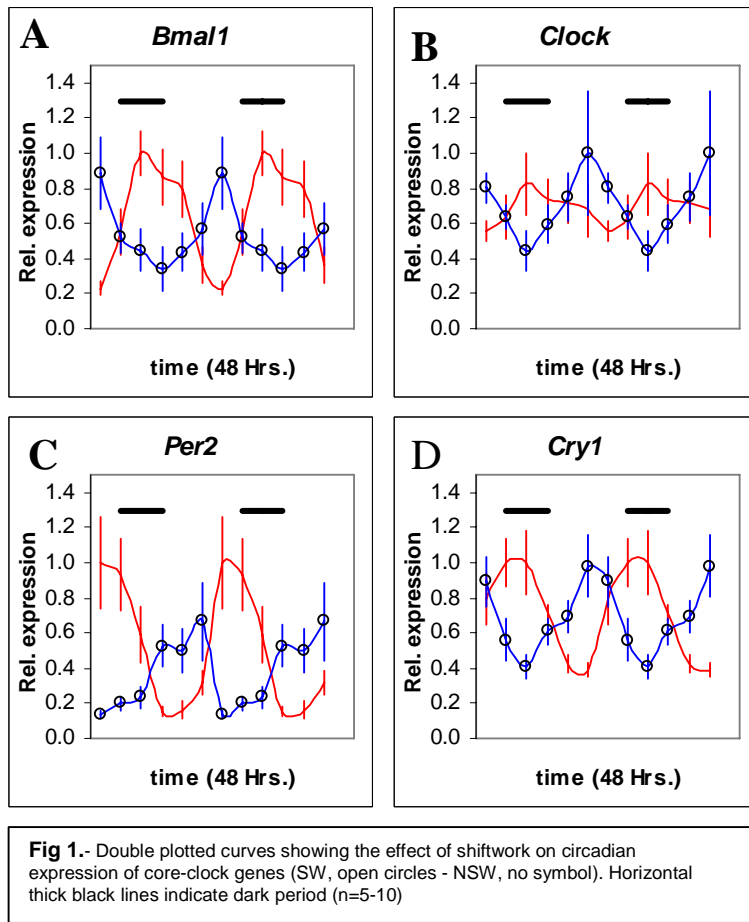 A
Bmal1
Rel. expression
1.4
1.2
1.0
0.8
0.6
0.4
0.2
0.0
time (48 Hrs.)
B
Clock
Rel. expression
1.4
1.2
1.0
0.8
0.6
0.4
0.2
0.0
time (48 Hrs.)
C
Per2
Rel. expression
1.4
1.2
1.0
0.8
0.6
0.4
0.2
0.0
time (48 Hrs.)
D
Cry1
Rel. expression
1.4
1.2
1.0
0.8
0.6
0.4
0.2
0.0
time (48 Hrs.)
Fig 1.- Double plotted curves showing the effect of shiftwork on circadian
expression of core-clock genes (SW, open circles - NSW, no symbol). Horizontal
thick black lines indicate dark period (n=5-10)